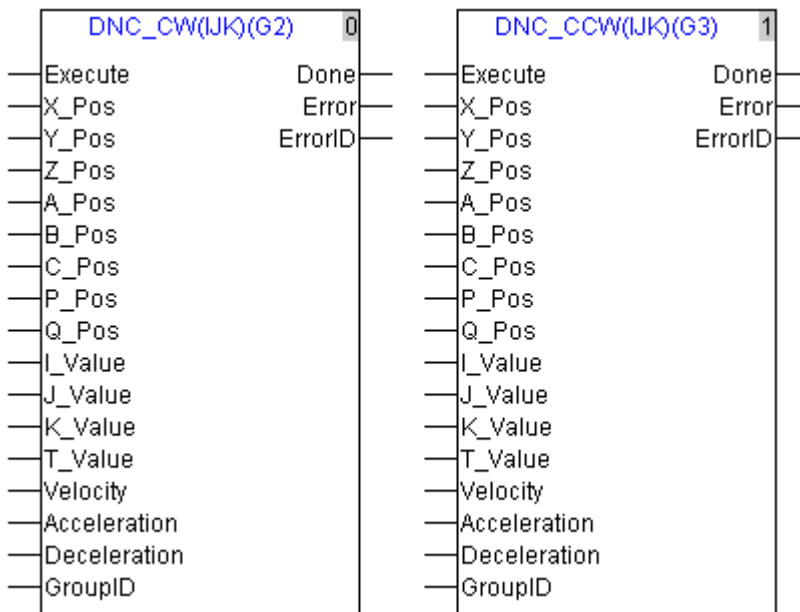 DNC_CW(IJK)(G2) 0
Execute Done
X_Pos Error
Y_Pos ErrorID
Z_Pos
A_Pos
B_Pos
C_Pos
P_Pos
Q_Pos
I_Value
J_Value
K_Value
T_Value
Velocity
Acceleration
Deceleration
GroupID
DNC_CCW(IJK)(G3) 1
Execute Done
X_Pos Error
Y_Pos ErrorID
Z_Pos
A_Pos
B_Pos
C_Pos
P_Pos
Q_Pos
I_Value
J_Value
K_Value
T_Value
Velocity
Acceleration
Deceleration
GroupID